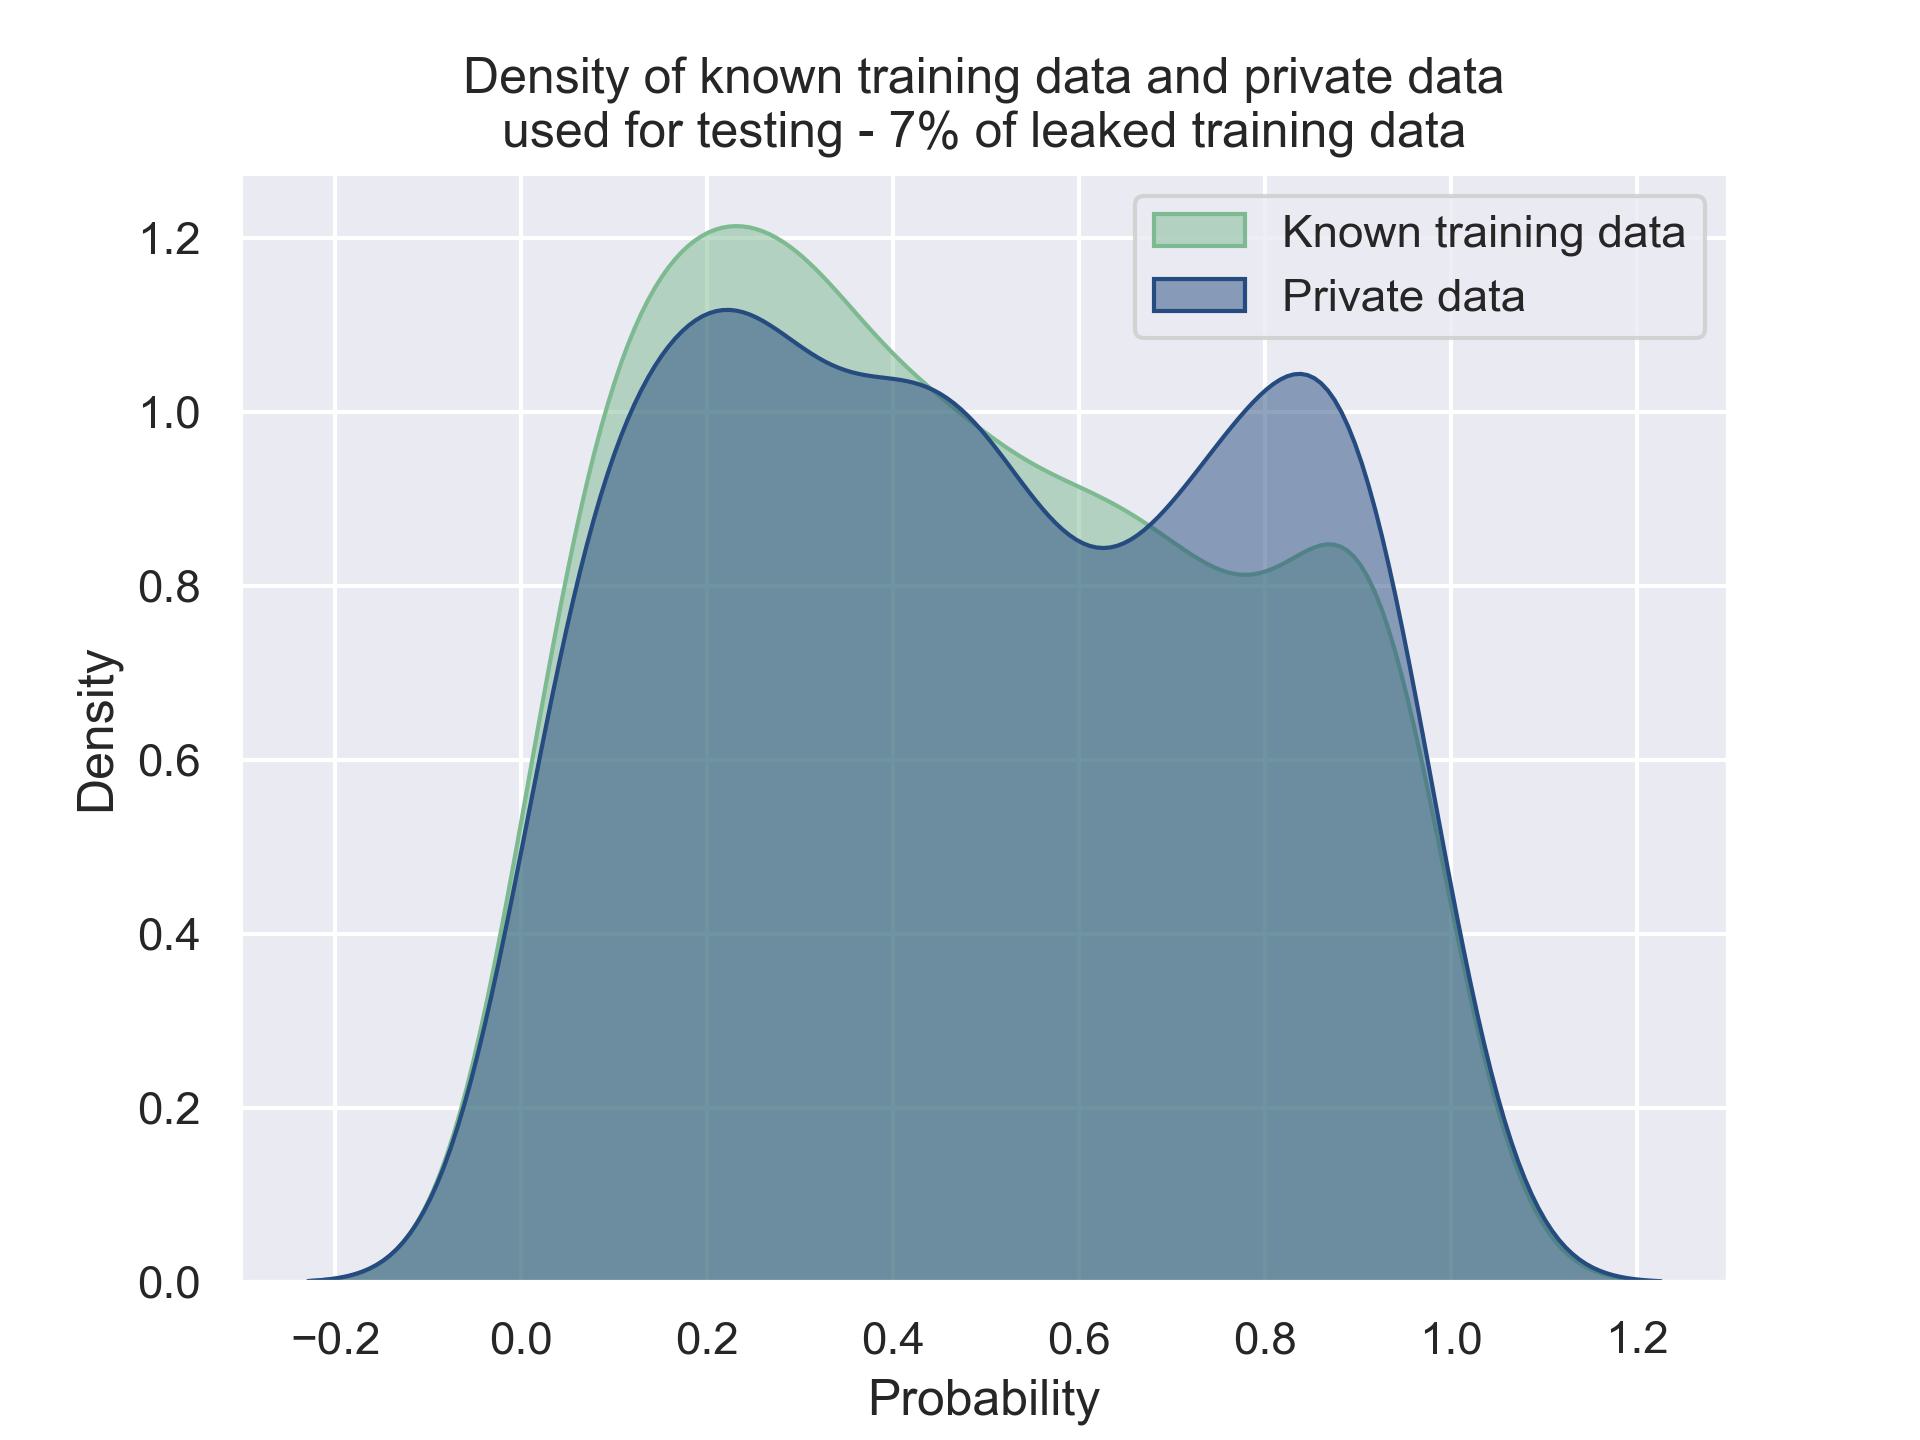 Density of known training data and private data
used for testing - 7% of leaked training data
Known training data
Private data
1.2
1.0
0.8
0.6
0.4
0.2
0.0
Density
−0.2 0.0 0.2 0.4 0.6 0.8 1.0 1.2
Probability